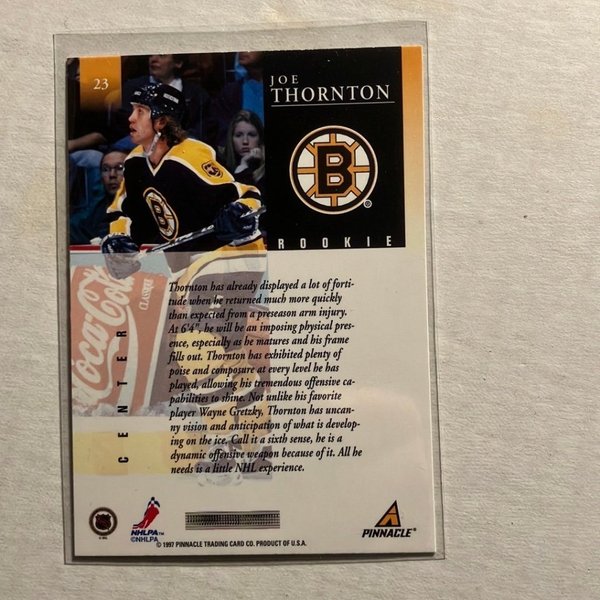 23
JOE
THORNTON
B
®
ROOKIE
CENTER
Coca-Cola
CLASSIC
Thornton has already displayed a lot of forti-
tude when he returned much more quickly
than expected from a preseason arm injury.
At 6'4", he will be an imposing physical pres-
ence, especially as he matures and his frame
fills out. Thornton has exhibited plenty of
poise and composure at every level he has
played, allowing his tremendous offensive ca-
pabilities to shine. Not unlike his favorite
player Wayne Gretzky, Thornton has uncan-
ny vision and anticipation of what is develop-
ing on the ice. Call it a sixth sense, he is a
dynamic offensive weapon because of it. All he
needs is a little NHL experience.
NHLPA™
©NHLPA
PINNACLE®
© 1997 PINNACLE TRADING CARD CO. PRODUCT OF U.S.A.